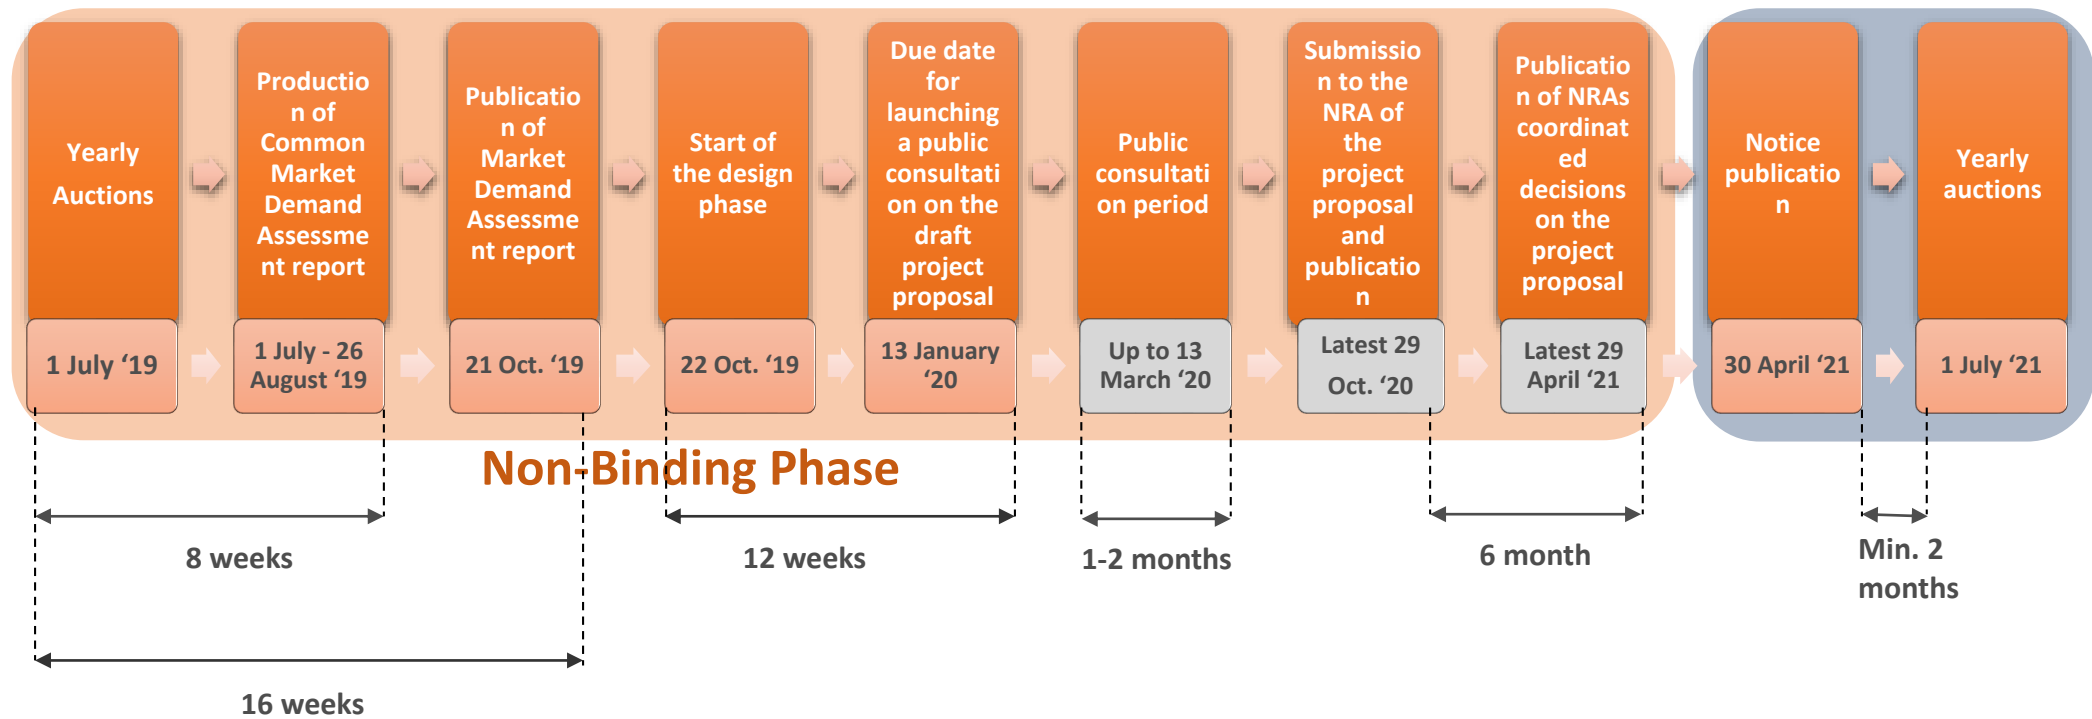 Yearly
Auctions
Productio
n of
Common
Market
Demand
Assessme
nt report
Publicatio
n of
Market
Demand
Assessme
nt report
Start of
the design
phase
Due date
for
launching
a public
consultati
on on the
draft
project
proposal
Public
consultati
on period
Submissio
n to the
NRA of
the
project
proposal
and
publicatio
n
Publicatio
n of NRAs
coordinat
ed
decisions
on the
project
proposal
Notice
publicatio
n
Yearly
auctions
1 July ‘19
1 July - 26
August ‘19
21 Oct. ‘19
22 Oct. ‘19
13 January
‘20
Up to 13
March ‘20
Latest 29
Oct. ‘20
Latest 29
April ‘21
30 April ‘21
1 July ‘21
Non-Binding Phase
8 weeks
12 weeks
1-2 months
6 month
Min. 2
months
16 weeks